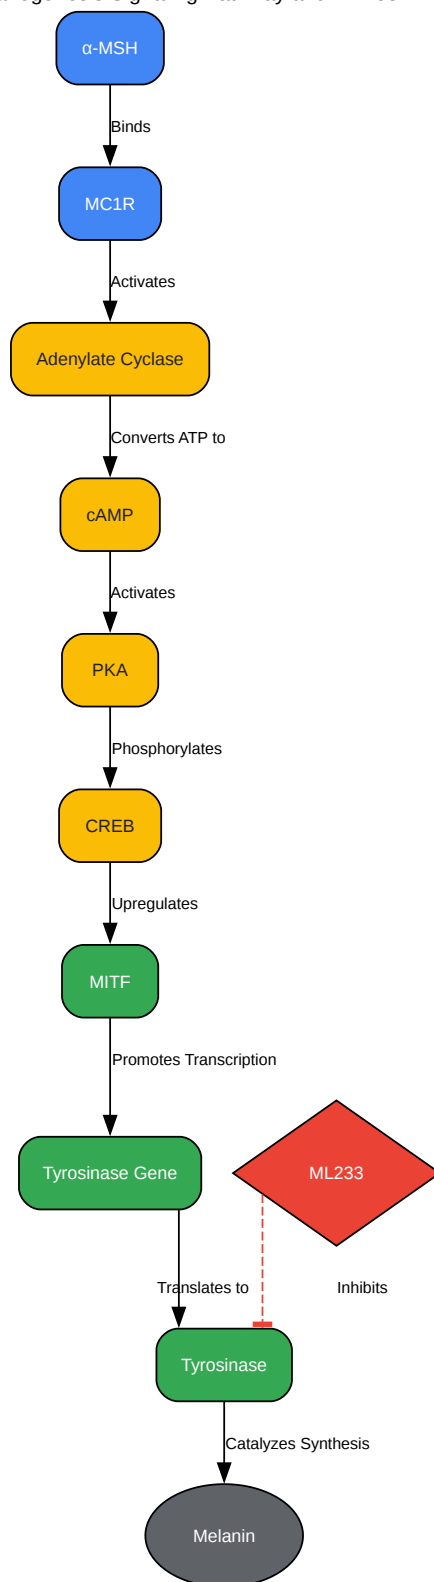 α-MSH
Binds
MC1R
Activates
Adenylate Cyclase
Converts ATP to
cAMP
Activates
PKA
Phosphorylates
CREB
Upregulates
MITF
Promotes Transcription
Tyrosinase Gene
ML233
Translates to
Inhibits
Tyrosinase
Catalyzes Synthesis
Melanin